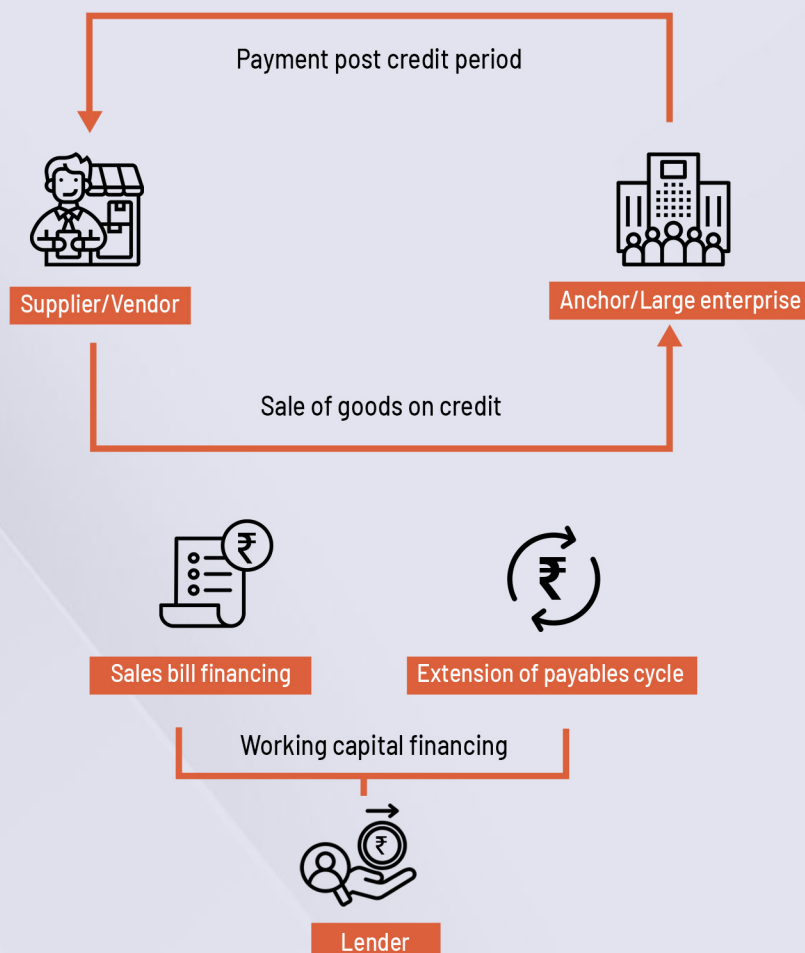 Payment post credit period
Supplier/Vendor
Anchor/Large enterprise
Sale of goods on credit
₹
₹
Sales bill financing
Extension of payables cycle
Working capital financing
₹
Lender